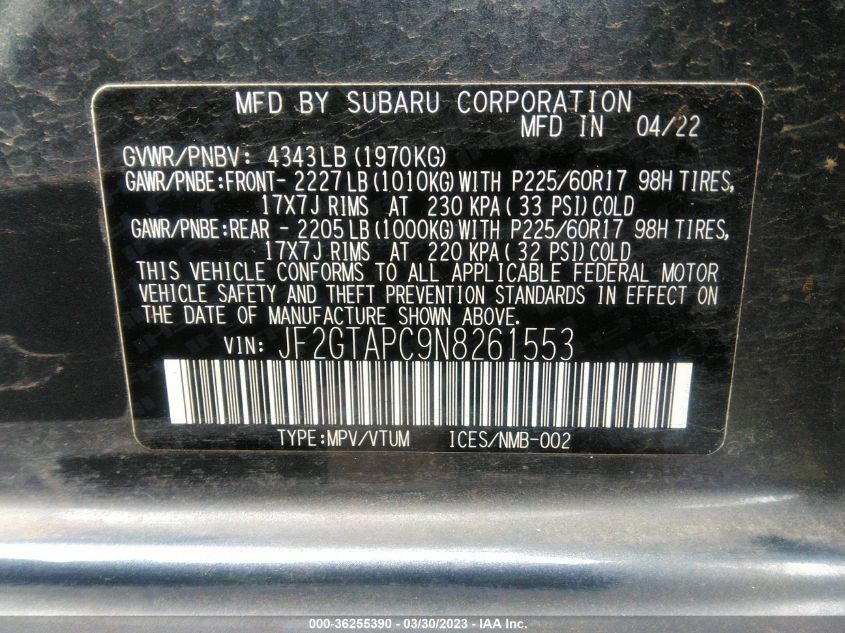 MFD BY SUBARU CORPORATION
MFD IN 04/22
GVWR/PNBV: 4343LB (1970KG)
GAWR/PNBE:FRONT- 2227LB(1010KG)WITH P225/60R17 98H TIRES,
17X7J RIMS AT 230 KPA( 33 PSI)COLD
GAWR/PNBE:REAR - 2205LB(1000KG)WITH P225/60R17 98H TIRES,
17X7J RIMS AT 220 KPA( 32 PSI)COLD
THIS VEHICLE CONFORMS TO ALL APPLICABLE FEDERAL MOTOR
VEHICLE SAFETY AND THEFT PREVENTION STANDARDS IN EFFECT ON
THE DATE OF MANUFACTURE SHOWN ABOVE.
VIN: JF2GTAPC9N8261553
TYPE:MPV/VTUM ICES/NMB-002
000-36255390 - 03/30/2023 - IAA Inc.